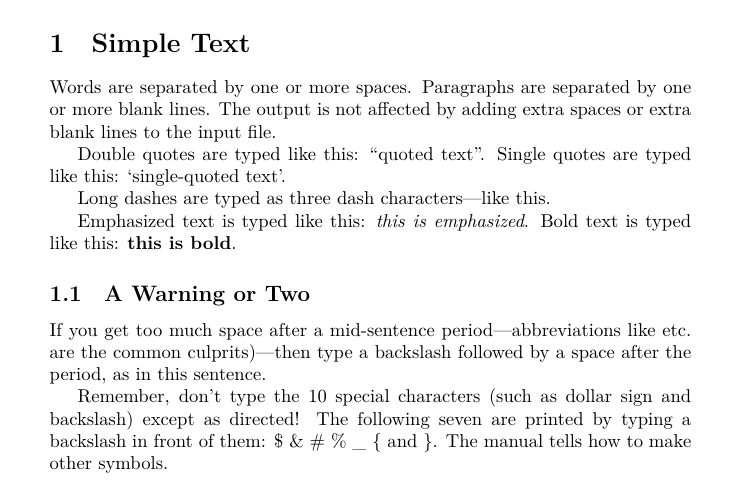 1 Simple Text
Words are separated by one or more spaces. Paragraphs are separated by one
or more blank lines. The output is not affected by adding extra spaces or extra
blank lines to the input file.
Double quotes are typed like this: “quoted text”. Single quotes are typed
like this: ‘single-quoted text’.
Long dashes are typed as three dash characters—like this.
Emphasized text is typed like this: this is emphasized. Bold text is typed
like this: this is bold.
1.1 A Warning or Two
If you get too much space after a mid-sentence period—abbreviations like etc.
are the common culprits)—then type a backslash followed by a space after the
period, as in this sentence.
Remember, don’t type the 10 special characters (such as dollar sign and
backslash) except as directed! The following seven are printed by typing a
backslash in front of them: $ & # % _ { and }. The manual tells how to make
other symbols.